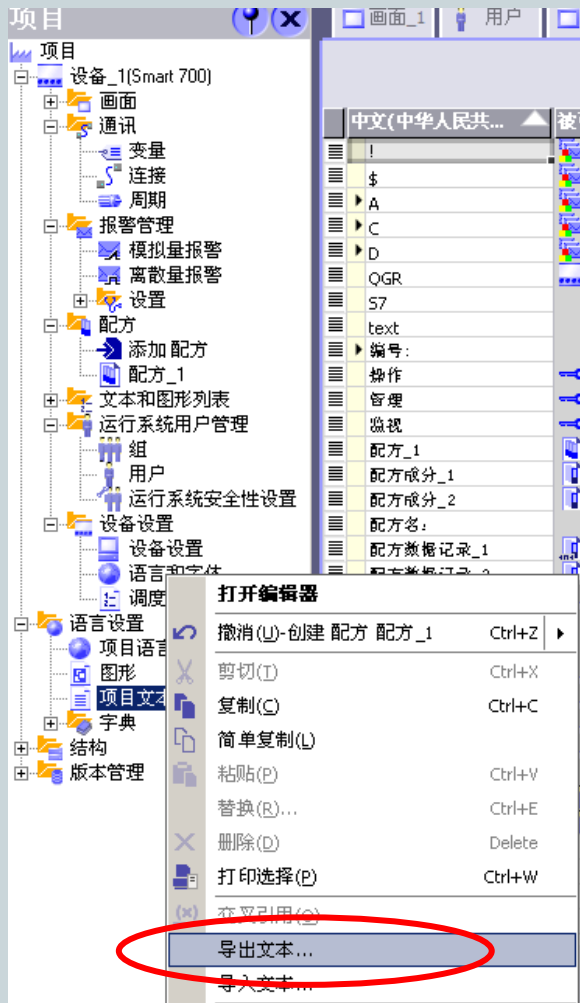 项目
画面_1
用户
项目
设备_1(Smart 700)
画面
通讯
变量
连接
周期
报警管理
模拟量报警
离散量报警
设置
配方
添加 配方
配方_1
文本和图形列表
运行系统用户管理
组
用户
运行系统安全性设置
设备设置
设备设置
语言和字体
调度
语言设置
项目语言
图形
项目文本
字典
结构
版本管理
中文(中华人民共...
被
!
$
A
C
D
QGR
S7
text
编号:
操作
管理
监视
配方_1
配方成分_1
配方成分_2
配方名:
配方数据记录_1
打开编辑器
撤消(U)-创建 配方 配方_1 Ctrl+Z
剪切(T) Ctrl+X
复制(C) Ctrl+C
简单复制(L)
粘贴(P) Ctrl+V
替换(R)... Ctrl+E
删除(D) Delete
打印选择(P) Ctrl+W
交叉引用(O)
导出文本...
导入文本...